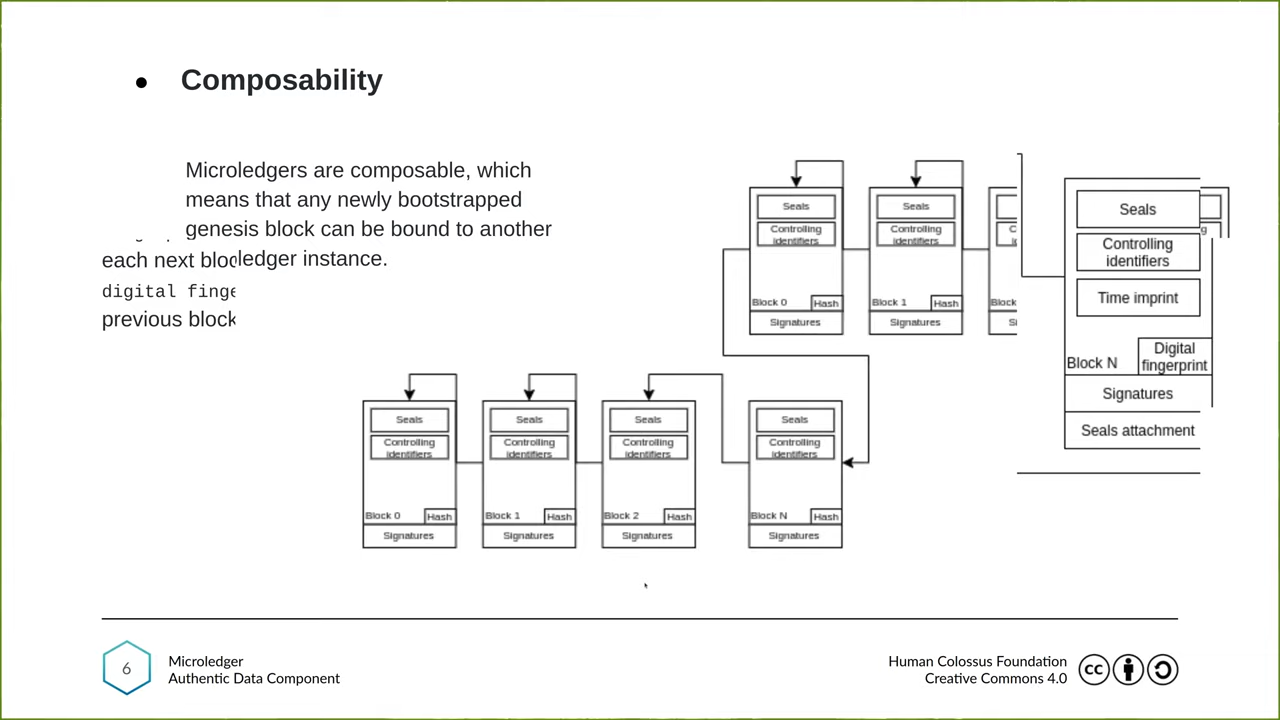 Composability
Microledgers are composable, which
means that any newly bootstrapped
genesis block can be bound to another
ledger instance.
each next bloc
digital finge
previous block
Seals
Controlling
identifiers
Block 0
Hash
Signatures
Seals
Controlling
identifiers
Block 1
Hash
Signatures
Block
Seals
Controlling
identifiers
Time imprint
Block N
Digital
fingerprint
Signatures
Seals attachment
Seals
Controlling
identifiers
Block 0
Hash
Signatures
Seals
Controlling
identifiers
Block 1
Hash
Signatures
Seals
Controlling
identifiers
Block 2
Hash
Signatures
Seals
Controlling
identifiers
Block N
Hash
Signatures
6
Microledger
Authentic Data Component
Human Colossus Foundation
Creative Commons 4.0
cc